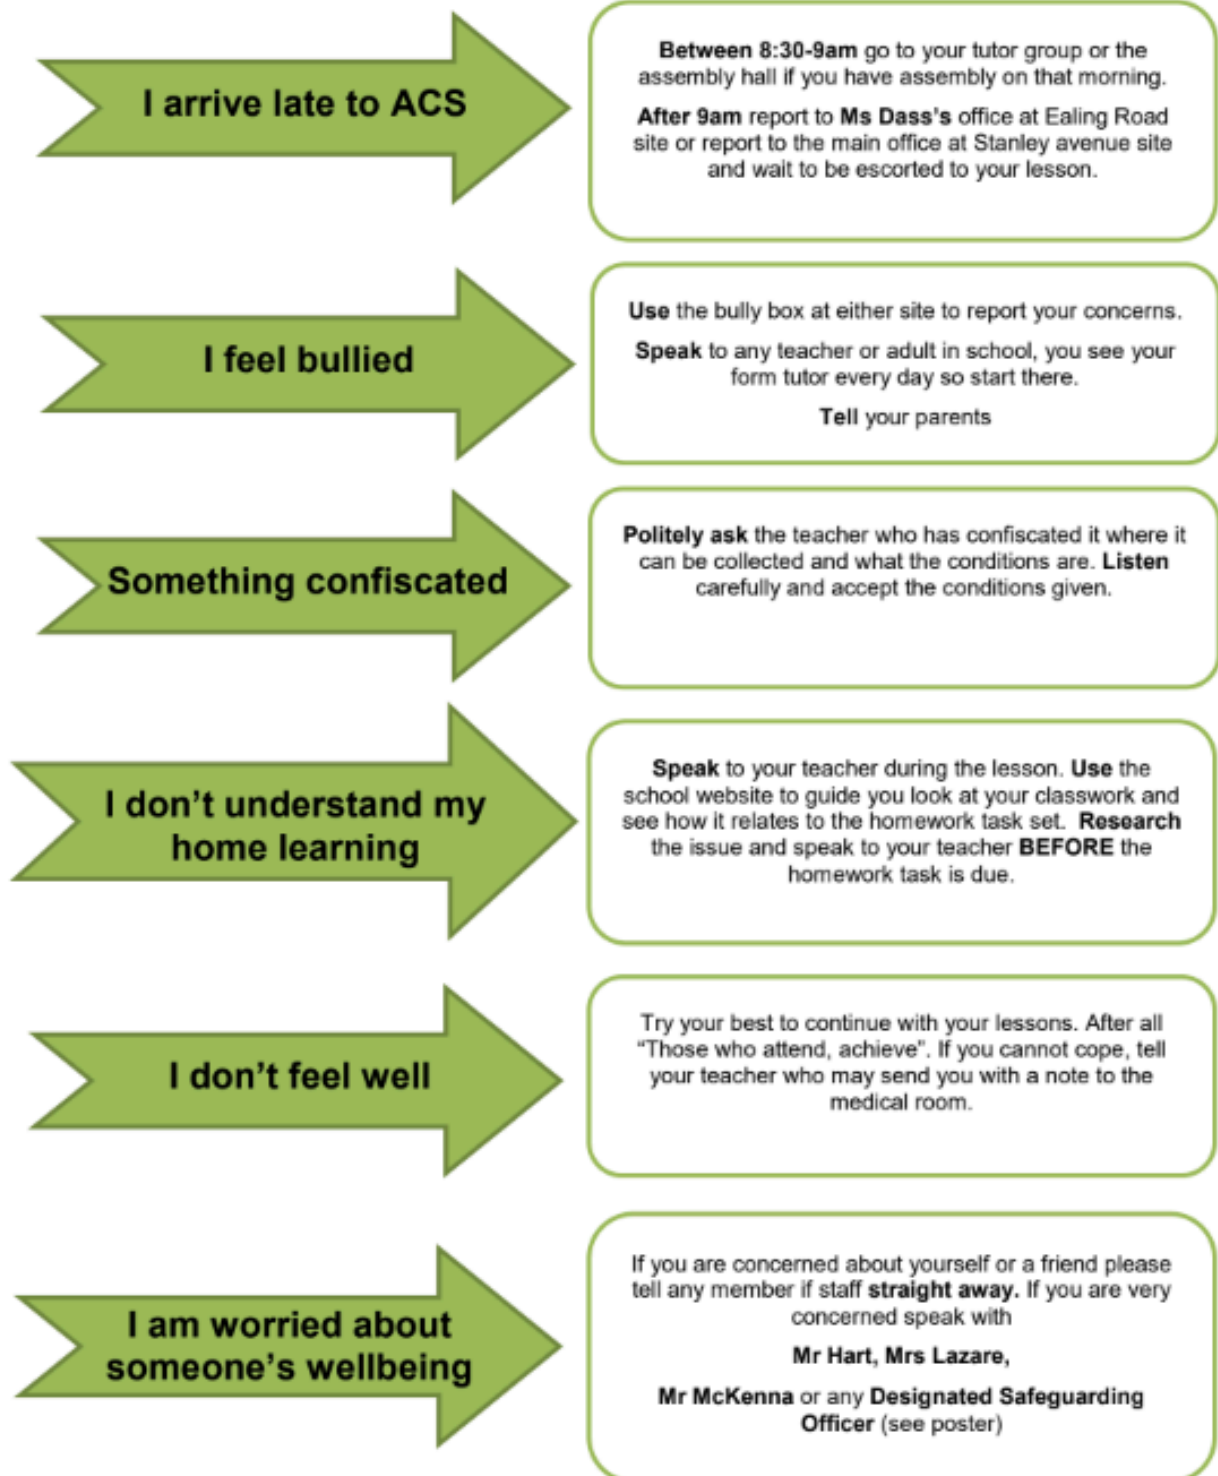 I arrive late to ACS
Between 8:30-9am go to your tutor group or the
assembly hall if you have assembly on that morning.
After 9am report to Ms Dass's office at Ealing Road
site or report to the main office at Stanley avenue site
and wait to be escorted to your lesson.
I feel bullied
Use the bully box at either site to report your concerns.
Speak to any teacher or adult in school, you see your
form tutor every day so start there.
Tell your parents
Something confiscated
Politely ask the teacher who has confiscated it where it
can be collected and what the conditions are. Listen
carefully and accept the conditions given.
I don't understand my
home learning
Speak to your teacher during the lesson. Use the
school website to guide you look at your classwork and
see how it relates to the homework task set. Research
the issue and speak to your teacher BEFORE the
homework task is due.
I don't feel well
Try your best to continue with your lessons. After all
“Those who attend, achieve”. If you cannot cope, tell
your teacher who may send you with a note to the
medical room.
I am worried about
someone's wellbeing
If you are concerned about yourself or a friend please
tell any member if staff straight away. If you are very
concerned speak with
Mr Hart, Mrs Lazare,
Mr McKenna or any Designated Safeguarding
Officer (see poster)